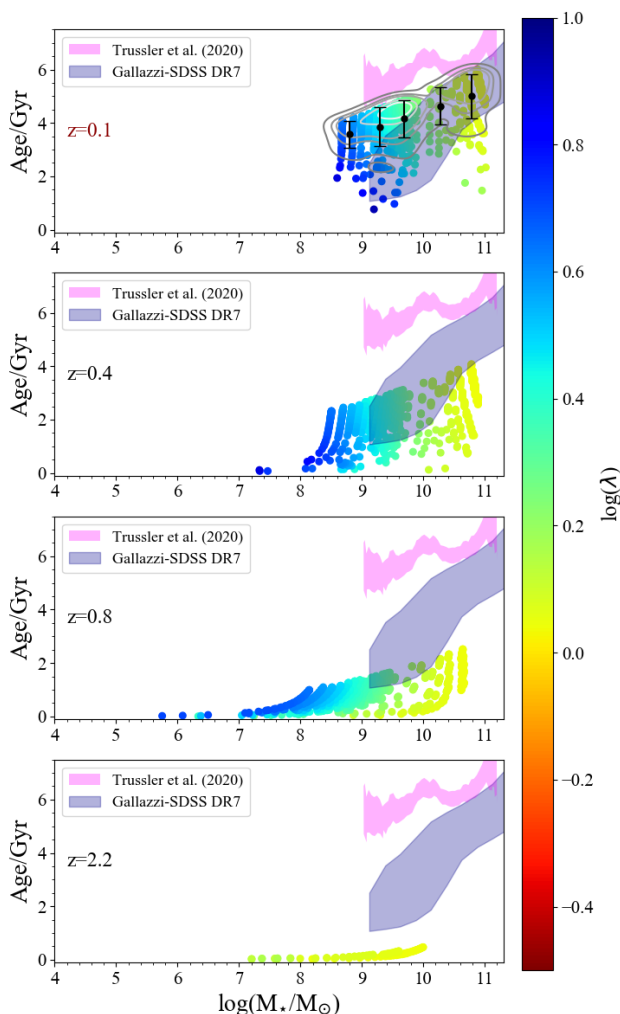 Trussler et al. (2020)
Gallazzi-SDSS DR7
z=0.1
Age/Gyr
6
4
2
0
4 5 6 7 8 9 10 11
Trussler et al. (2020)
Gallazzi-SDSS DR7
z=0.4
Age/Gyr
6
4
2
0
4 5 6 7 8 9 10 11
Trussler et al. (2020)
Gallazzi-SDSS DR7
z=0.8
Age/Gyr
6
4
2
0
4 5 6 7 8 9 10 11
Trussler et al. (2020)
Gallazzi-SDSS DR7
z=2.2
Age/Gyr
6
4
2
0
4 5 6 7 8 9 10 11
log(M⋆/M⊙)
1.0
0.8
0.6
0.4
0.2
0.0
−0.2
−0.4
log(λ)